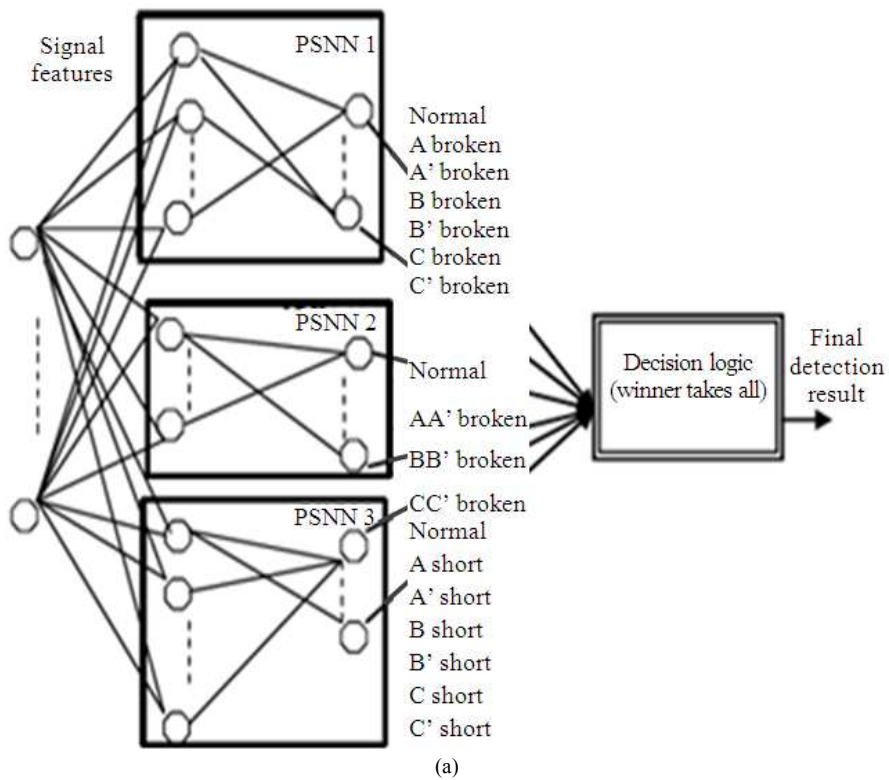 Signal
features
PSNN 1
Normal
A broken
A’ broken
B broken
B’ broken
C broken
C’ broken
PSNN 2
Normal
AA’ broken
BB’ broken
CC’ broken
PSNN 3
Normal
A short
A’ short
B short
B’ short
C short
C’ short
Decision logic
(winner takes all)
Final
detection
result
(a)